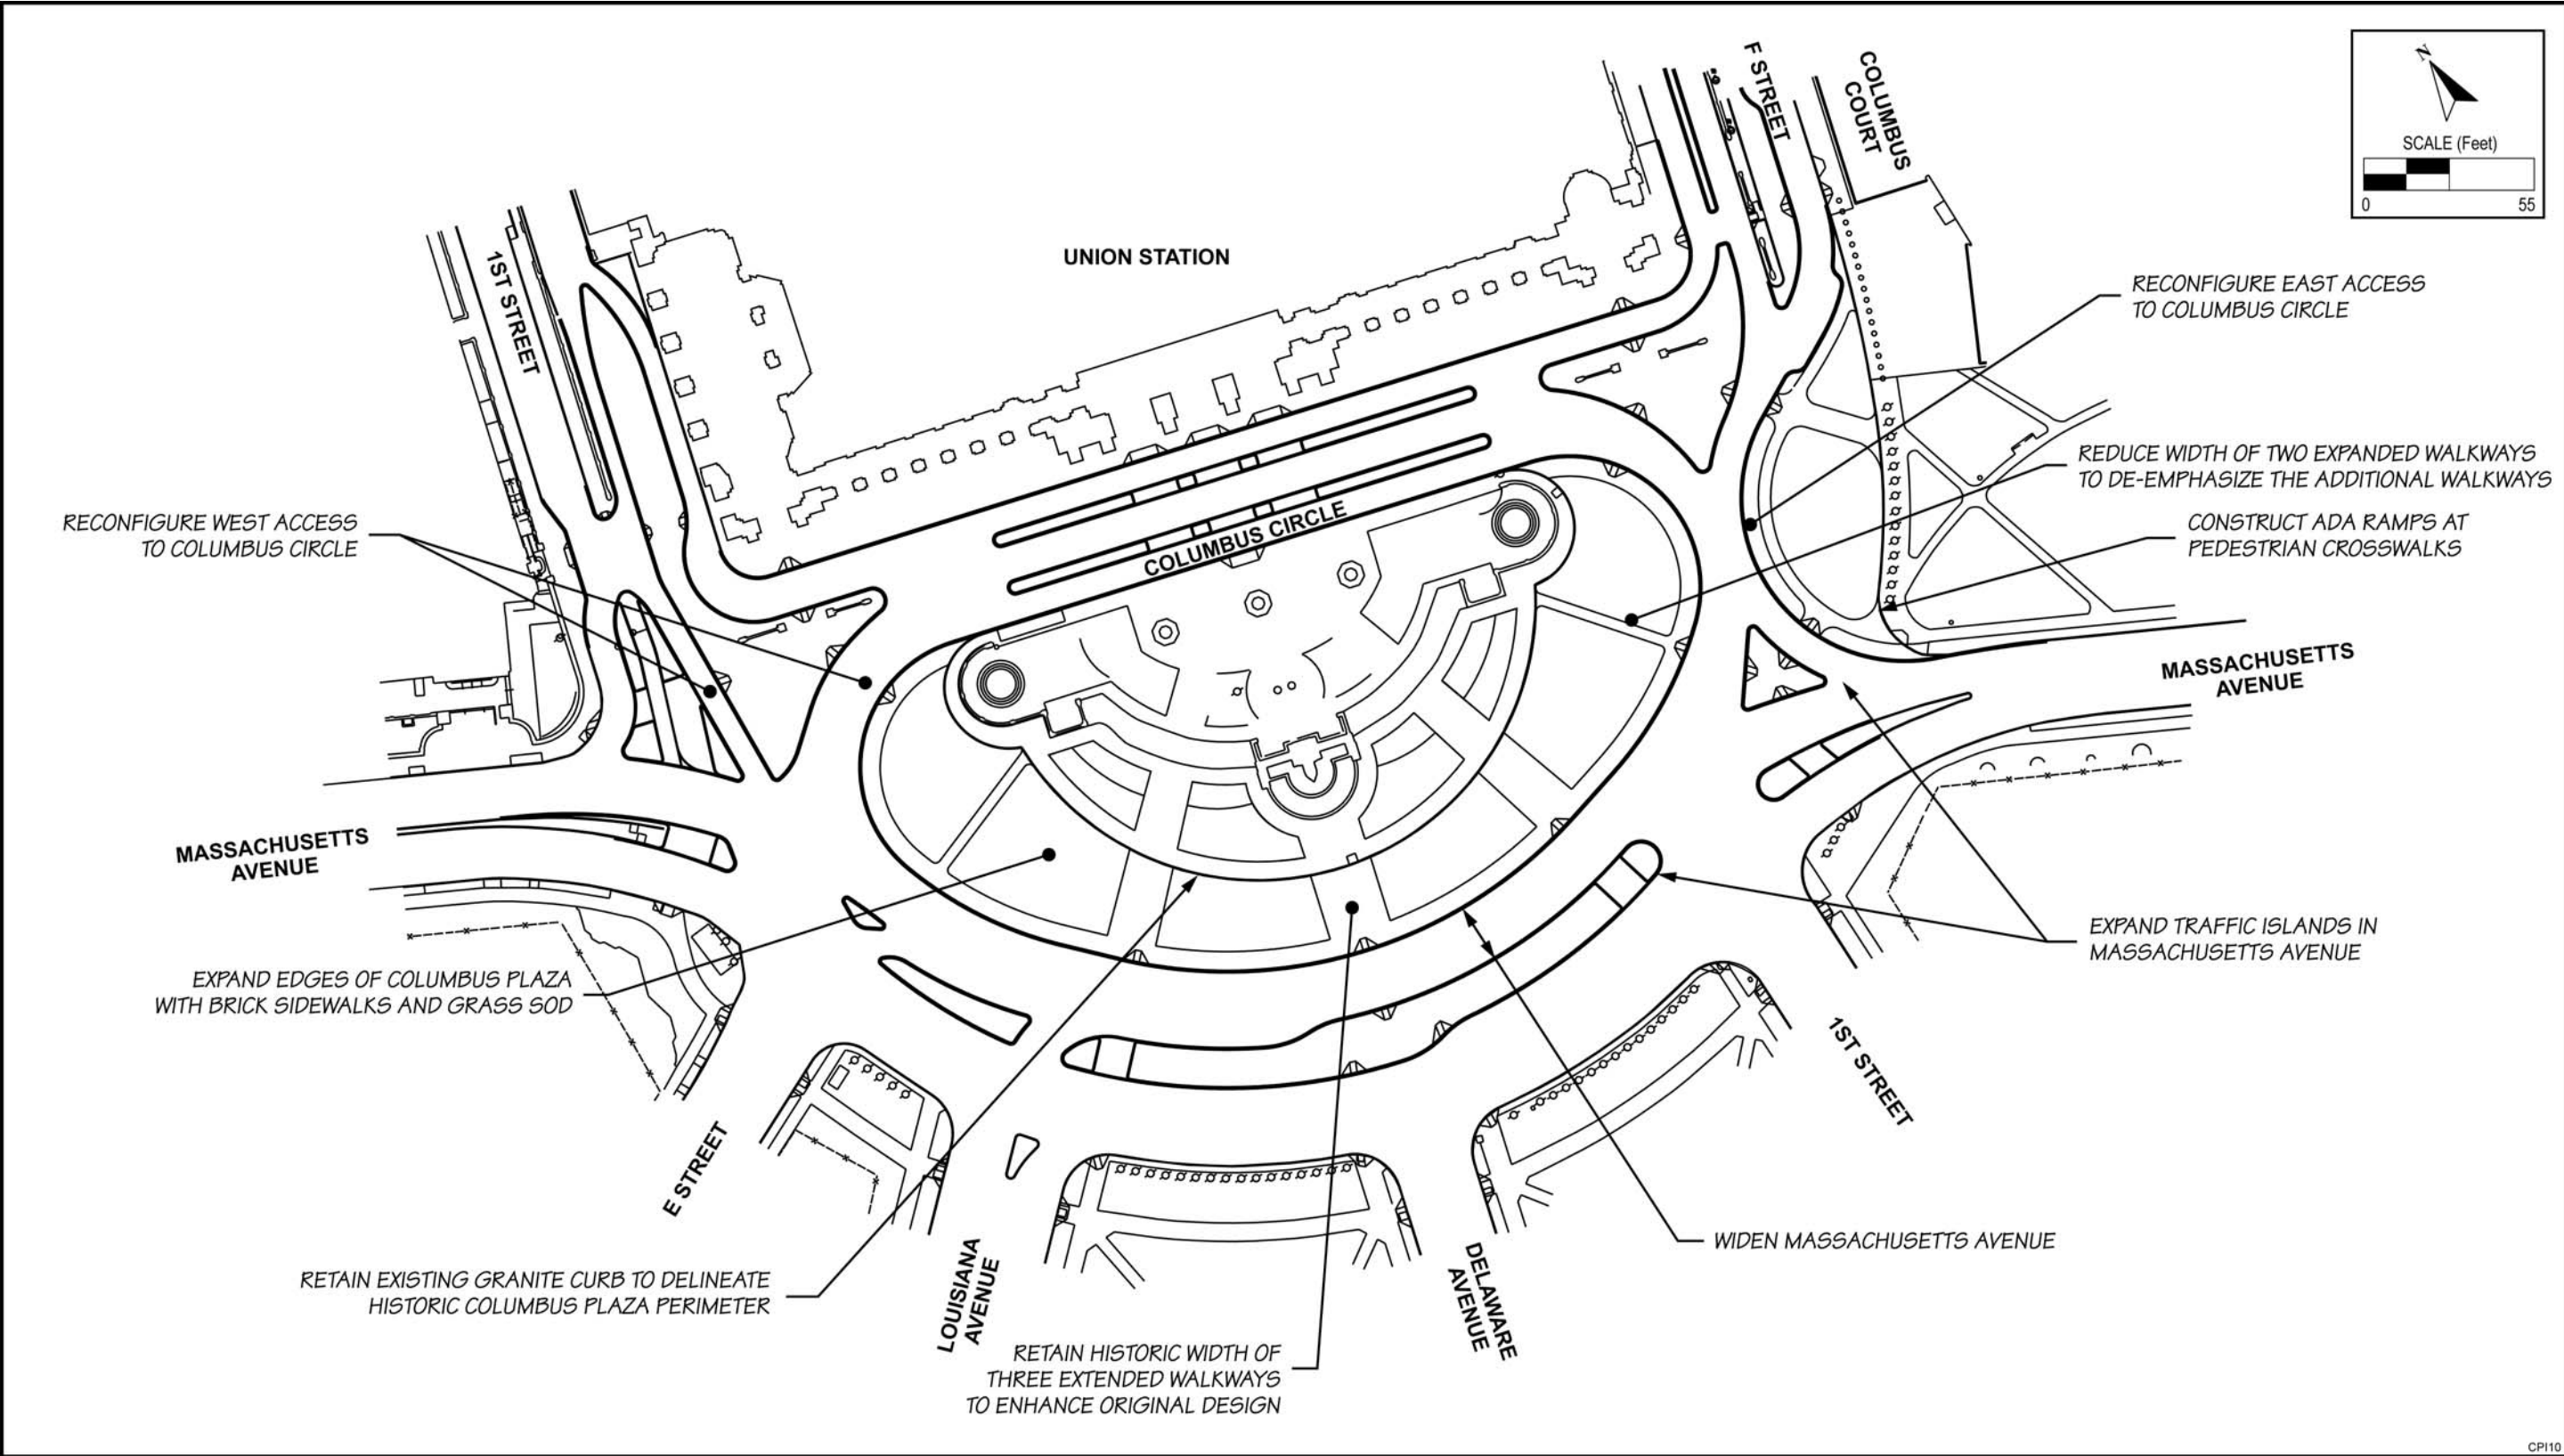 N
SCALE (Feet)
0 55
F STREET
COLUMBUS
COURT
UNION STATION
1ST STREET
RECONFIGURE EAST ACCESS
TO COLUMBUS CIRCLE
REDUCE WIDTH OF TWO EXPANDED WALKWAYS
TO DE-EMPHASIZE THE ADDITIONAL WALKWAYS
RECONFIGURE WEST ACCESS
TO COLUMBUS CIRCLE
COLUMBUS CIRCLE
CONSTRUCT ADA RAMPS AT
PEDESTRIAN CROSSWALKS
MASSACHUSETTS
AVENUE
MASSACHUSETTS
AVENUE
EXPAND TRAFFIC ISLANDS IN
MASSACHUSETTS AVENUE
EXPAND EDGES OF COLUMBUS PLAZA
WITH BRICK SIDEWALKS AND GRASS SOD
1ST STREET
E STREET
WIDEN MASSACHUSETTS AVENUE
RETAIN EXISTING GRANITE CURB TO DELINEATE
HISTORIC COLUMBUS PLAZA PERIMETER
LOUISIANA
AVENUE
DELAWARE
AVENUE
RETAIN HISTORIC WIDTH OF
THREE EXTENDED WALKWAYS
TO ENHANCE ORIGINAL DESIGN
CPI10